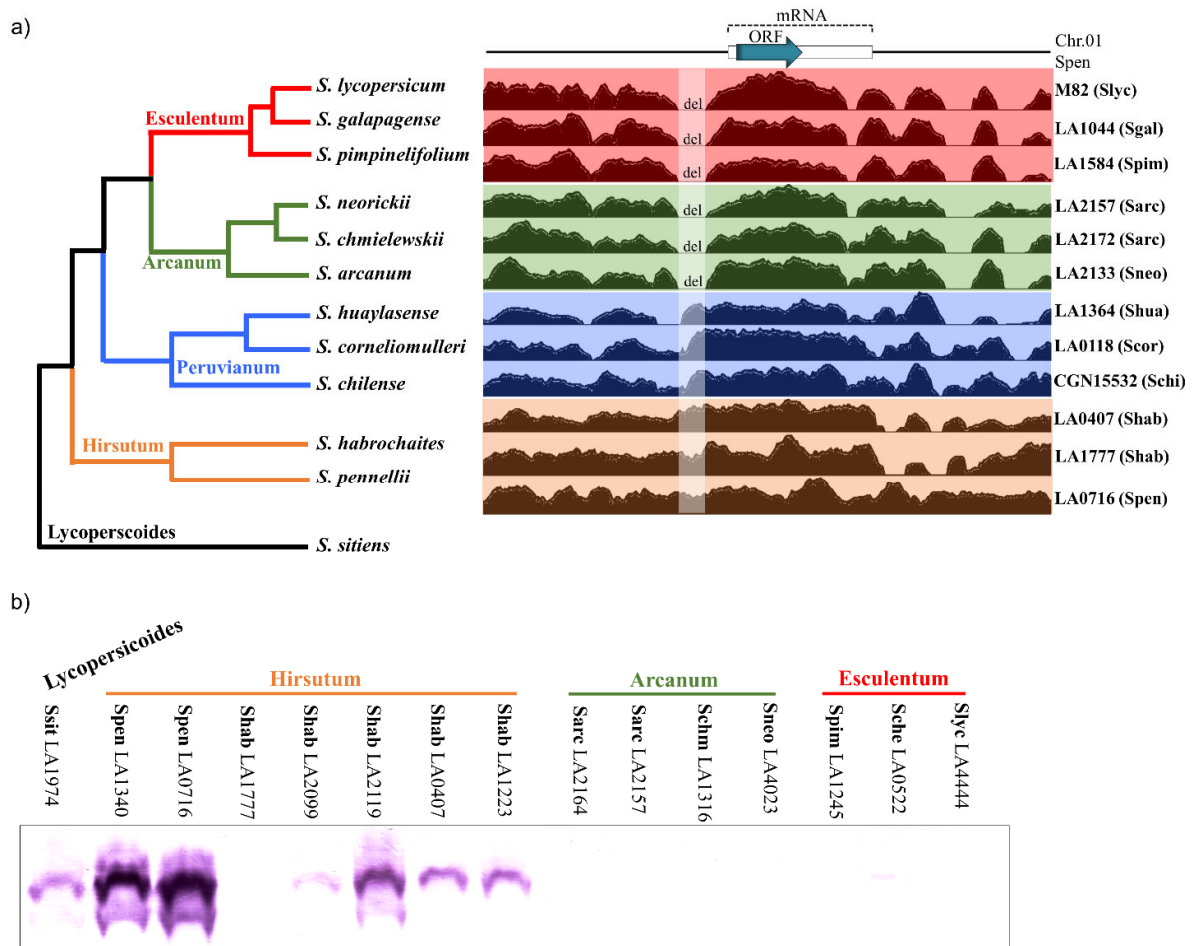 a)
mRNA
ORF
Chr.01
Spen
S. lycopersicum
S. galapagense
S. pimpinelifolium
S. neorickii
S. chmielewskii
S. arcanum
S. huaylasense
S. corneliomulleri
S. chilense
S. habrochaites
S. pennellii
S. sitiens
Esculentum
Arcanum
Peruvianum
Hirsutum
Lycoperscoides
del
del
del
del
del
del
M82 (Slyc)
LA1044 (Sgal)
LA1584 (Spim)
LA2157 (Sarc)
LA2172 (Sarc)
LA2133 (Sneo)
LA1364 (Shua)
LA0118 (Scor)
CGN15532 (Schi)
LA0407 (Shab)
LA1777 (Shab)
LA0716 (Spen)
b)
Lycopersicoides
Hirsutum
Arcanum
Esculentum
Ssit LA1974
Spen LA1340
Spen LA0716
Shab LA1777
Shab LA2099
Shab LA2119
Shab LA0407
Shab LA1223
Sarc LA2164
Sarc LA2157
Schm LA1316
Sneo LA4023
Spim LA1245
Sche LA0522
Slyc LA4444